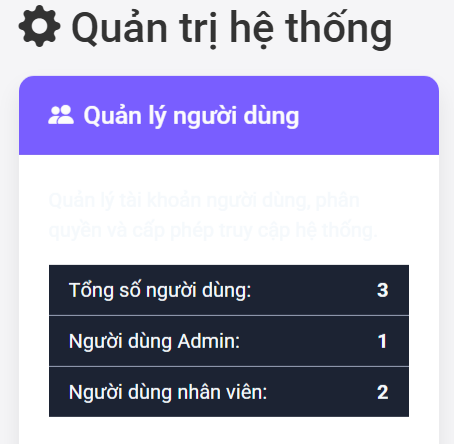 Quản trị hệ thống
Quản lý người dùng
Quản lý tài khoản người dùng, phân
quyền và cấp phép truy cập hệ thống.
Tổng số người dùng: 3
Người dùng Admin: 1
Người dùng nhân viên: 2